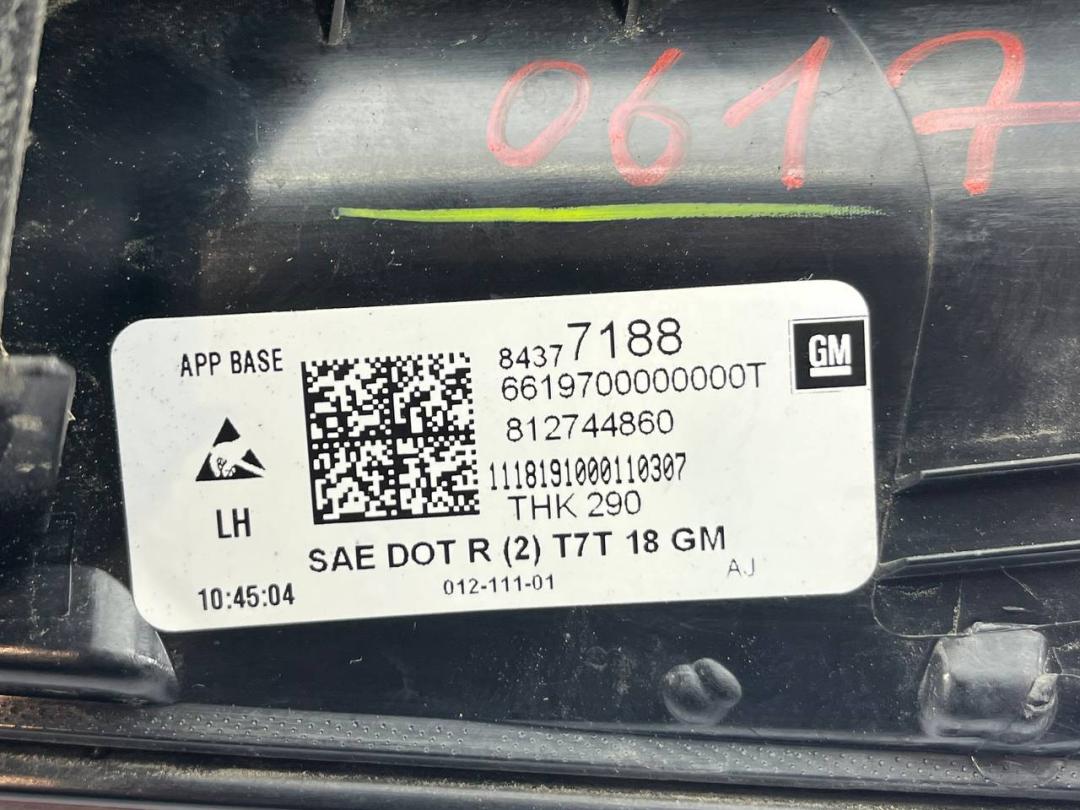 0617
APP BASE
84377188
GM
6619700000000T
812744860
1118191000110307
LH
THK 290
SAE DOT R (2) T7T 18 GM
AJ
10:45:04
012-111-01